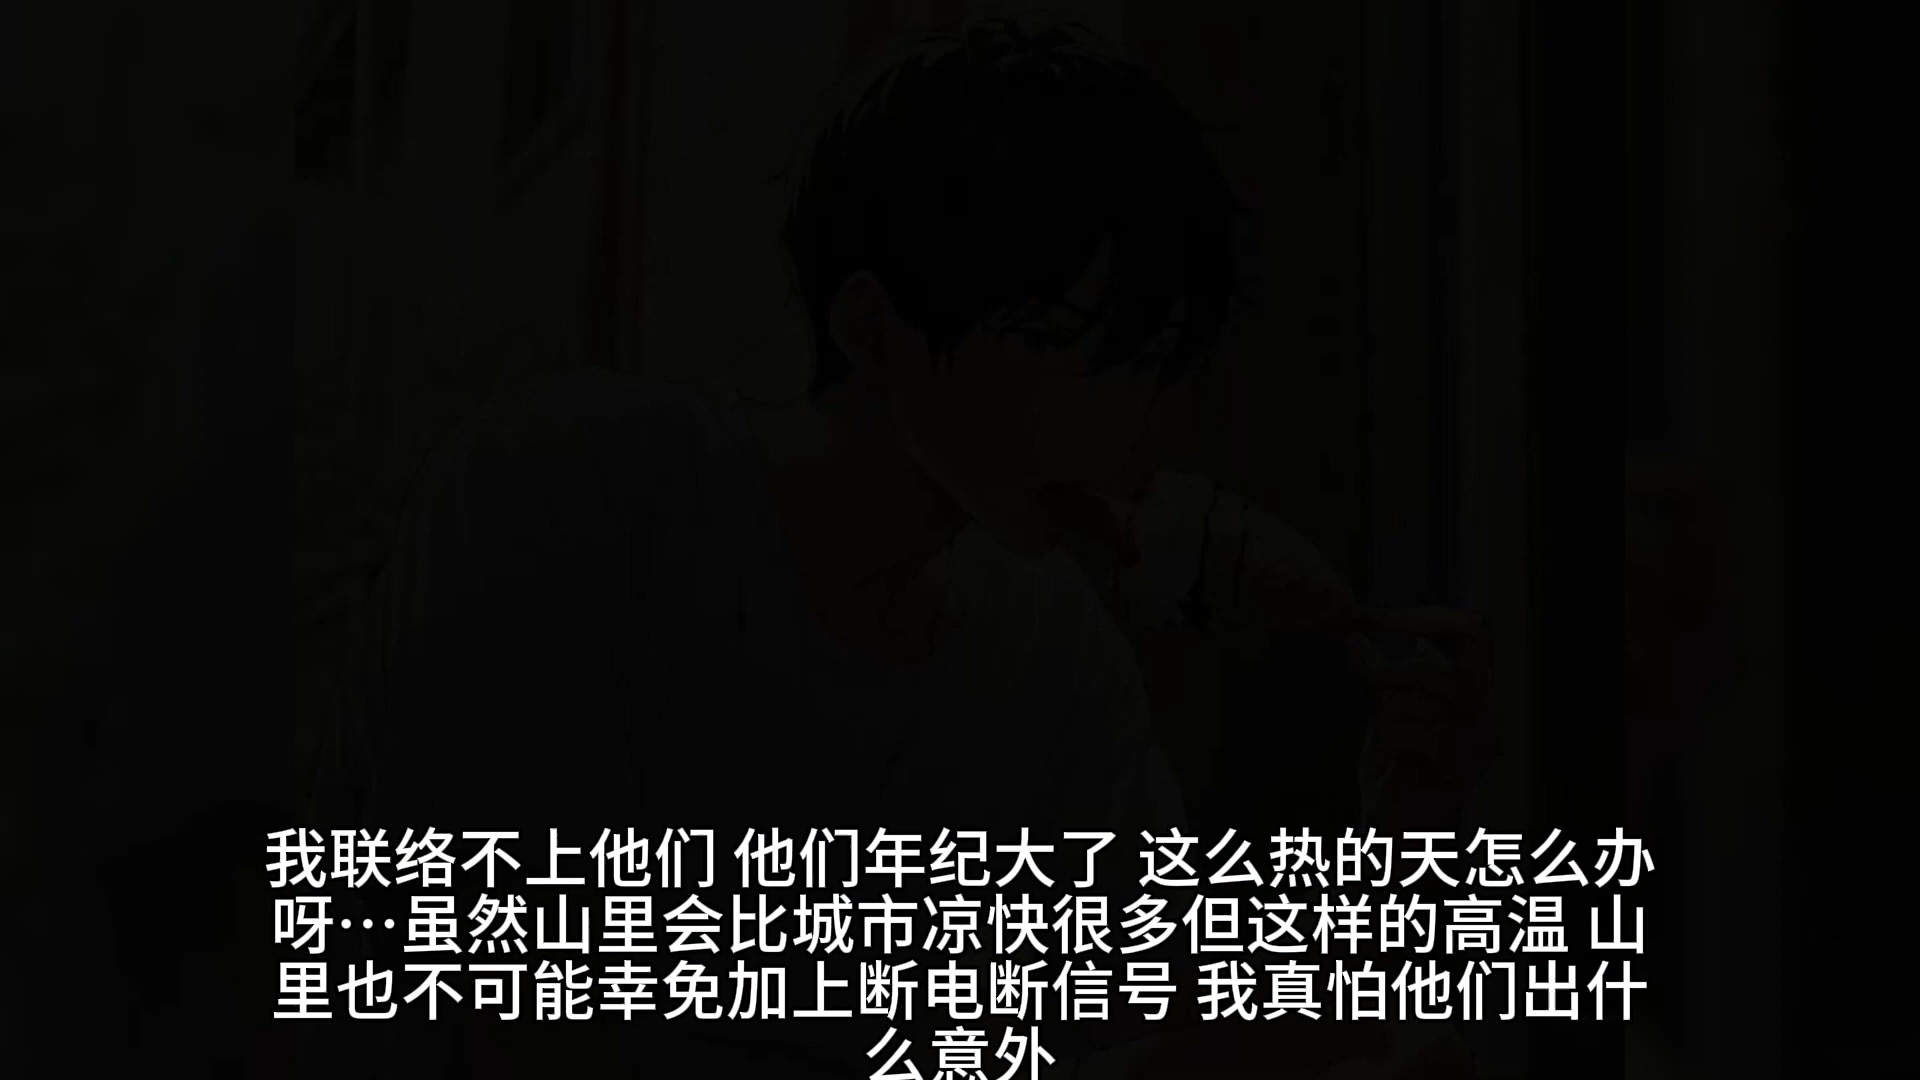 我联络不上他们 他们年纪大了 这么热的天怎么办
呀…虽然山里会比城市凉快很多但这样的高温 山
里也不可能幸免加上断电断信号 我真怕他们出什
么意外